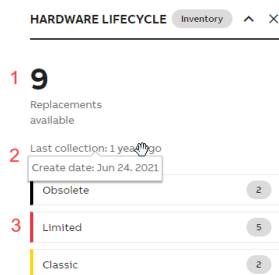 HARDWARE LIFECYCLE Inventory
1 9
Replacements
available
Last collection: 1 year ago
2
Create date: Jun 24. 2021
Obsolete 2
3 Limited 5
Classic 2